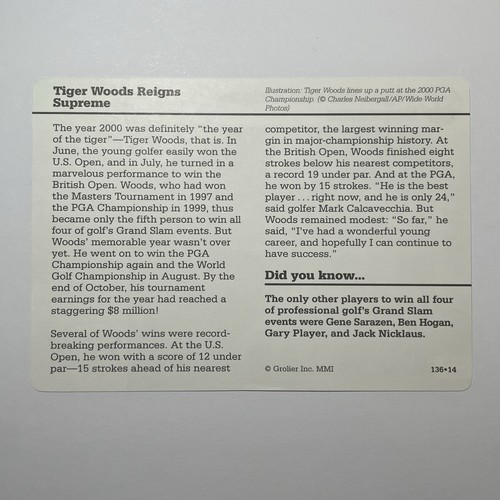 Tiger Woods Reigns
Supreme
Illustration: Tiger Woods lines up a putt at the 2000 PGA
Championship (© Charles Neibergall/AP/Wide World
Photos)
The year 2000 was definitely “the year
of the tiger”—Tiger Woods, that is. In
June, the young golfer easily won the
U.S. Open, and in July, he turned in a
marvelous performance to win the
British Open. Woods, who had won
the Masters Tournament in 1997 and
the PGA Championship in 1999, thus
became only the fifth person to win all
four of golf's Grand Slam events. But
Woods' memorable year wasn't over
yet. He went on to win the PGA
Championship again and the World
Golf Championship in August. By the
end of October, his tournament
earnings for the year had reached a
staggering $8 million!
Several of Woods' wins were record-
breaking performances. At the U.S.
Open, he won with a score of 12 under
par—15 strokes ahead of his nearest
competitor, the largest winning mar-
gin in major-championship history. At
the British Open, Woods finished eight
strokes below his nearest competitors,
a record 19 under par. And at the PGA,
he won by 15 strokes. “He is the best
player . . . right now, and he is only 24,”
said golfer Mark Calcavecchia. But
Woods remained modest: “So far,” he
said, “I've had a wonderful young
career, and hopefully I can continue to
have success.”
Did you know...
The only other players to win all four
of professional golf's Grand Slam
events were Gene Sarazen, Ben Hogan,
Gary Player, and Jack Nicklaus.
© Grolier Inc. MMI
136•14